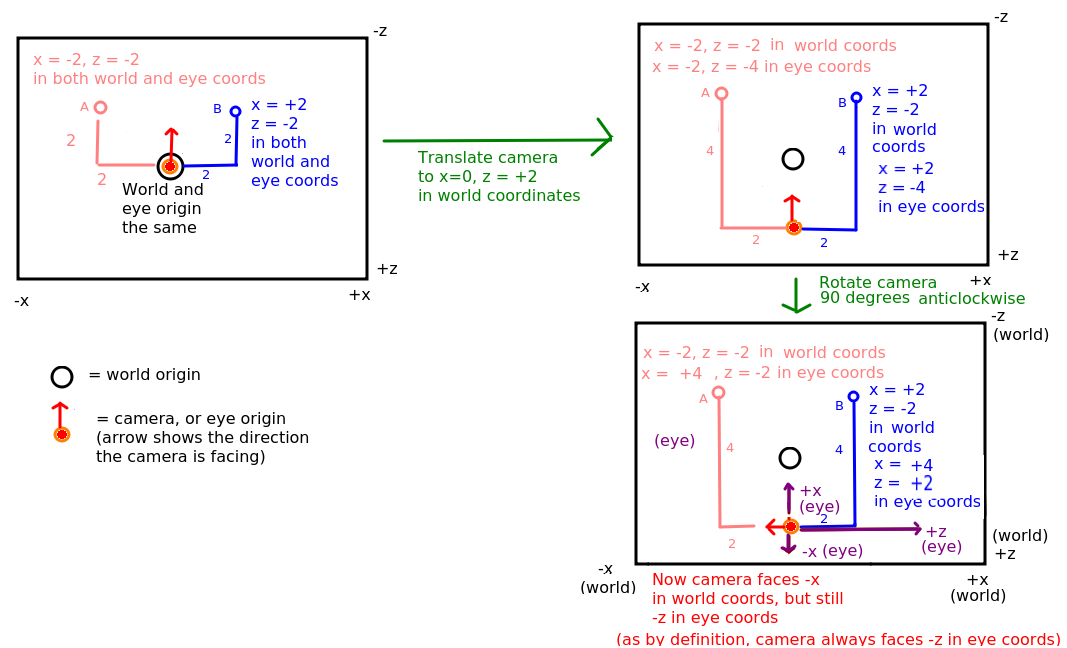 -z
x = -2, z = -2
in both world and eye coords
A
B
x = +2
z = -2
in both
world and
eye coords
2
2
2
2
World and
eye origin
the same
+z
-x
+x
Translate camera
to x=0, z = +2
in world coordinates
-z
x = -2, z = -2 in world coords
x = -2, z = -4 in eye coords
A
B
x = +2
z = -2
in world
coords
x = +2
z = -4
in eye coords
4
4
2
2
+z
-x
+x
Rotate camera
90 degrees anticlockwise
-z
(world)
x = -2, z = -2 in world coords
x = +4 , z = -2 in eye coords
A
B
x = +2
z = -2
in world
coords
x = +4
z = +2
in eye coords
(eye)
4
4
+x
(eye)
2
2
+z
(eye)
-x (eye)
(world)
+z
-x
(world)
+x
(world)
Now camera faces -x
in world coords, but still
-z in eye coords
(as by definition, camera always faces -z in eye coords)
= world origin
= camera, or eye origin
(arrow shows the direction
the camera is facing)